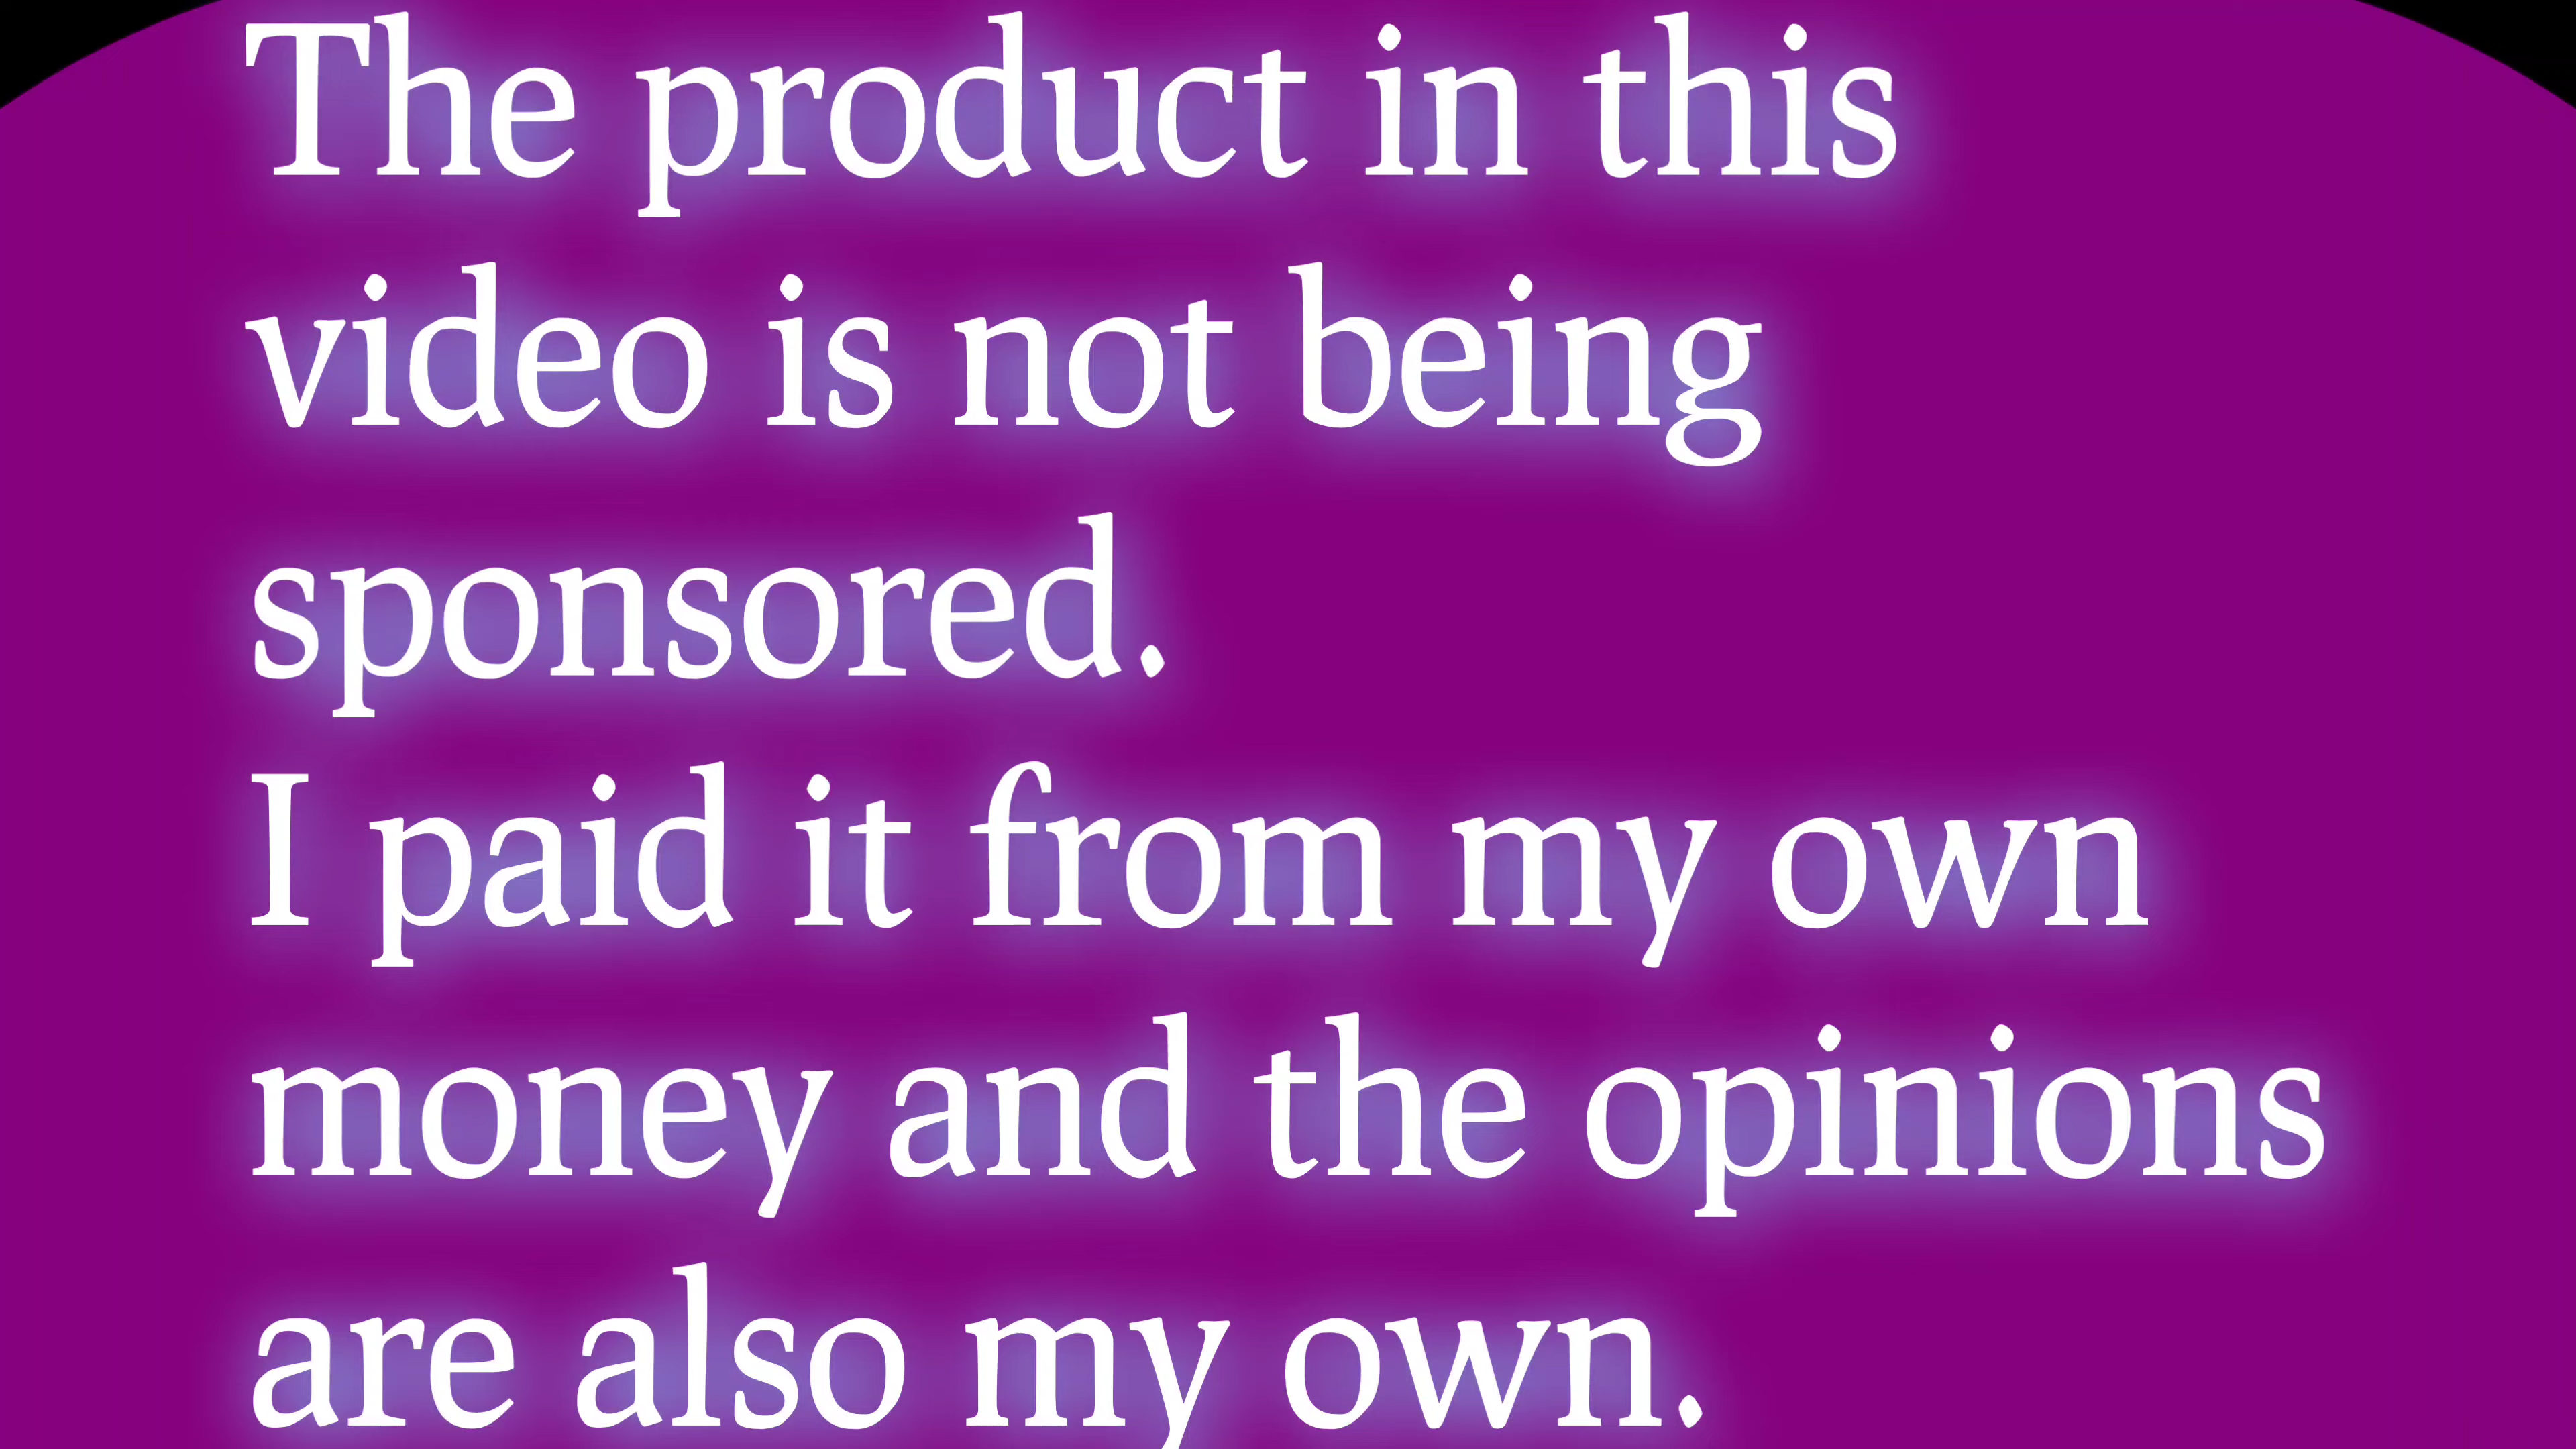 The product in this
video is not being
sponsored.
I paid it from my own
money and the opinions
are also my own.